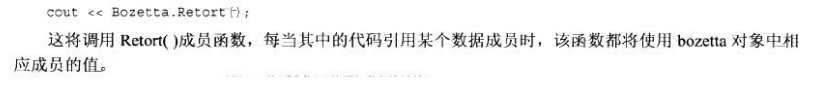 cout << Bozetta.Retort();
这将调用 Retort( )成员函数，每当其中的代码引用某个数据成员时，该函数都将使用 bozetta 对象中相
应成员的值。